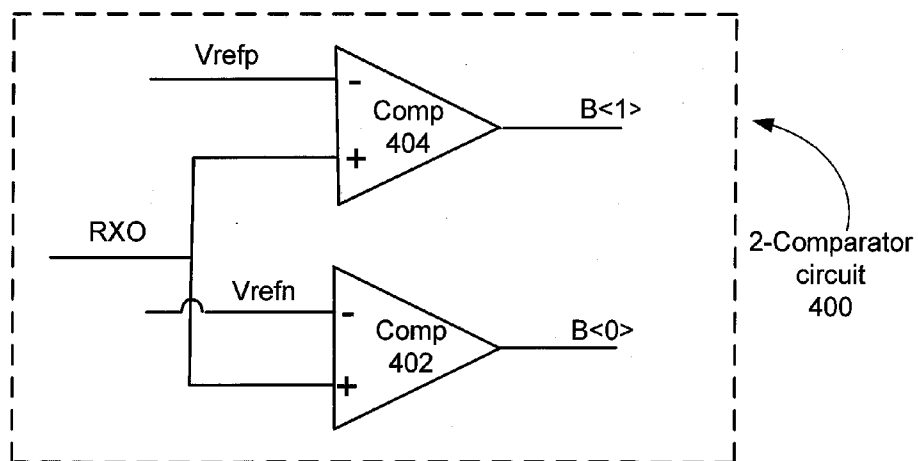 Vrefp
-
Comp
404
+
B<1>
RXO
Vrefn
-
Comp
402
+
B<0>
2-Comparator
circuit
400